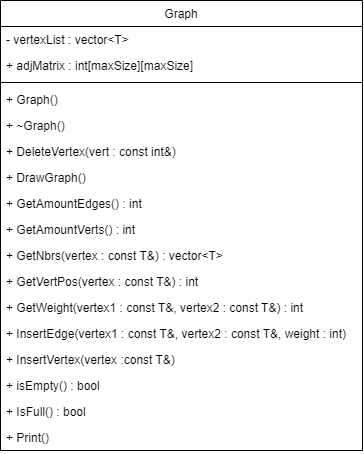 Graph
- vertexList : vector<T>
+ adjMatrix : int[maxSize][maxSize]
+ Graph()
+ ~Graph()
+ DeleteVertex(vert : const int&)
+ DrawGraph()
+ GetAmountEdges() : int
+ GetAmountVerts() : int
+ GetNbrs(vertex : const T&) : vector<T>
+ GetVertPos(vertex : const T&) : int
+ GetWeight(vertex1 : const T&, vertex2 : const T&) : int
+ InsertEdge(vertex1 : const T&, vertex2 : const T&, weight : int)
+ InsertVertex(vertex :const T&)
+ isEmpty() : bool
+ IsFull() : bool
+ Print()